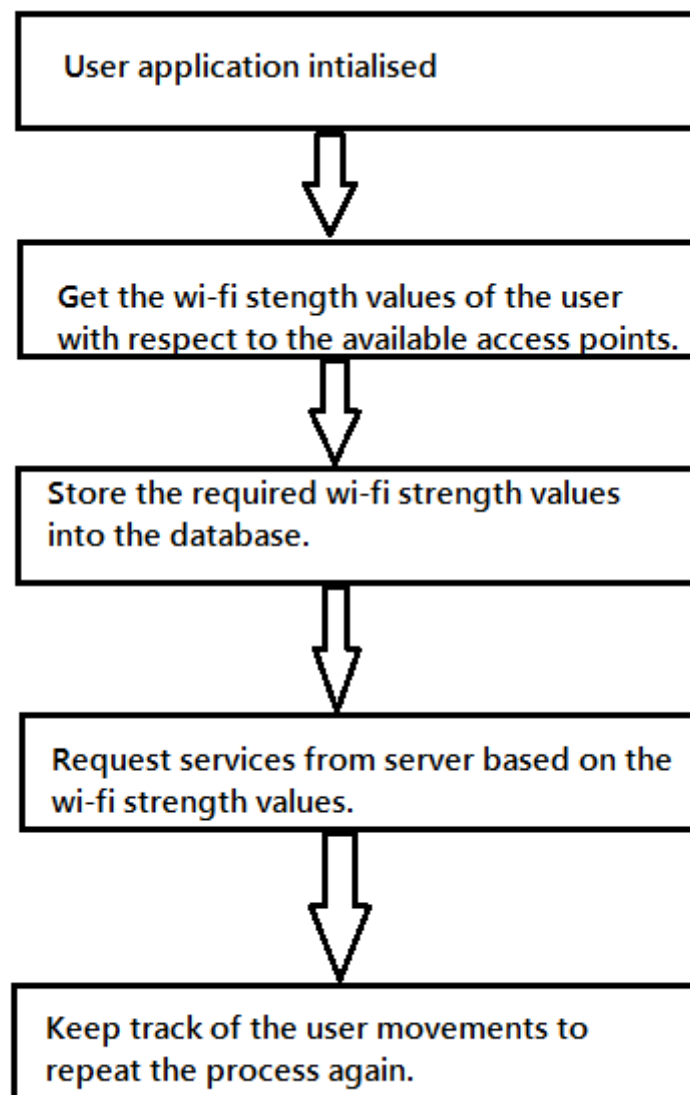 User application intialised
Get the wi-fi stength values of the user
with respect to the available access points.
Store the required wi-fi strength values
into the database.
Request services from server based on the
wi-fi strength values.
Keep track of the user movements to
repeat the process again.